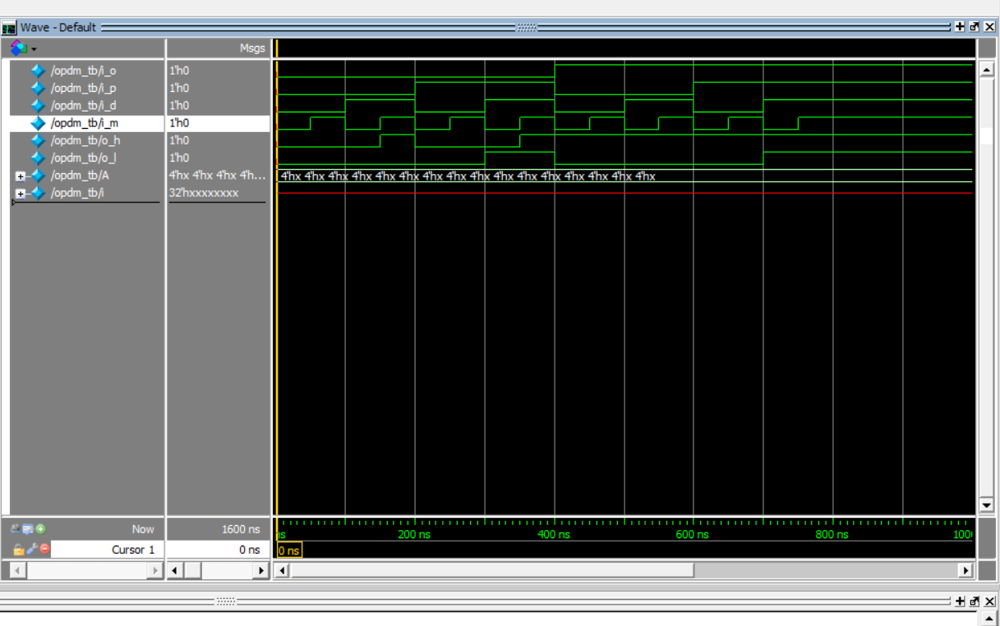 Wave - Default
Msgs
/opdm_tb/i_o 1'h0
/opdm_tb/i_p 1'h0
/opdm_tb/i_d 1'h0
/opdm_tb/i_m 1'h0
/opdm_tb/o_h 1'h0
/opdm_tb/o_l 1'h0
/opdm_tb/A 4'hx 4'hx 4'hx 4'h... 4'hx 4'hx 4'hx 4'hx 4'hx 4'hx 4'hx 4'hx 4'hx 4'hx 4'hx 4'hx 4'hx 4'hx 4'hx 4'hx
/opdm_tb/i 32'hxxxxxxxx
Now 1600 ns ns 200 ns 400 ns 600 ns 800 ns 100
Cursor 1 0 ns 0 ns